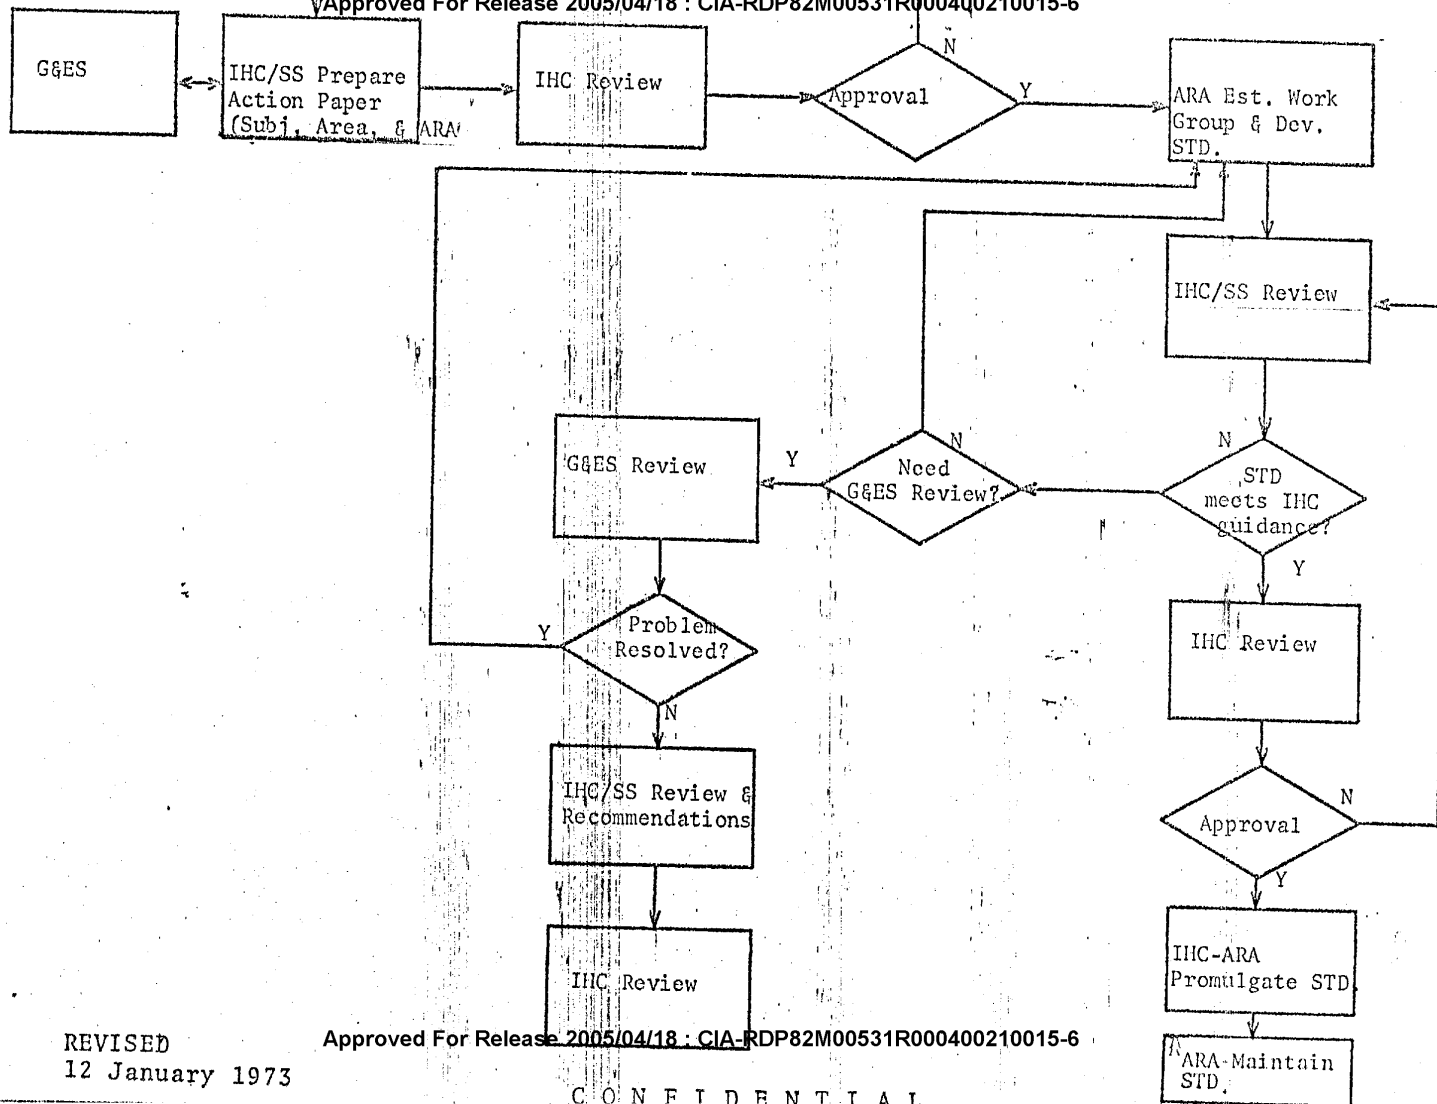 Approved For Release 2005/04/18 : CIA-RDP82M00531R000400210015-6
G&ES
IHC/SS Prepare
Action Paper
(Subj, Area, & ARA
IHC Review
Approval
N
Y
ARA Est. Work
Group & Dev.
STD.
IHC/SS Review
G&ES Review
Y
Need
G&ES Review?
N
N
STD
meets IHC
guidance?
Y
Y
Problem
Resolved?
N
IHC Review
IHC/SS Review &
Recommendations
Approval
N
Y
IHC Review
IHC-ARA
Promulgate STD
ARA-Maintain
STD.
REVISED
12 January 1973
Approved For Release 2005/04/18 : CIA-RDP82M00531R000400210015-6
CONFIDENTIAL